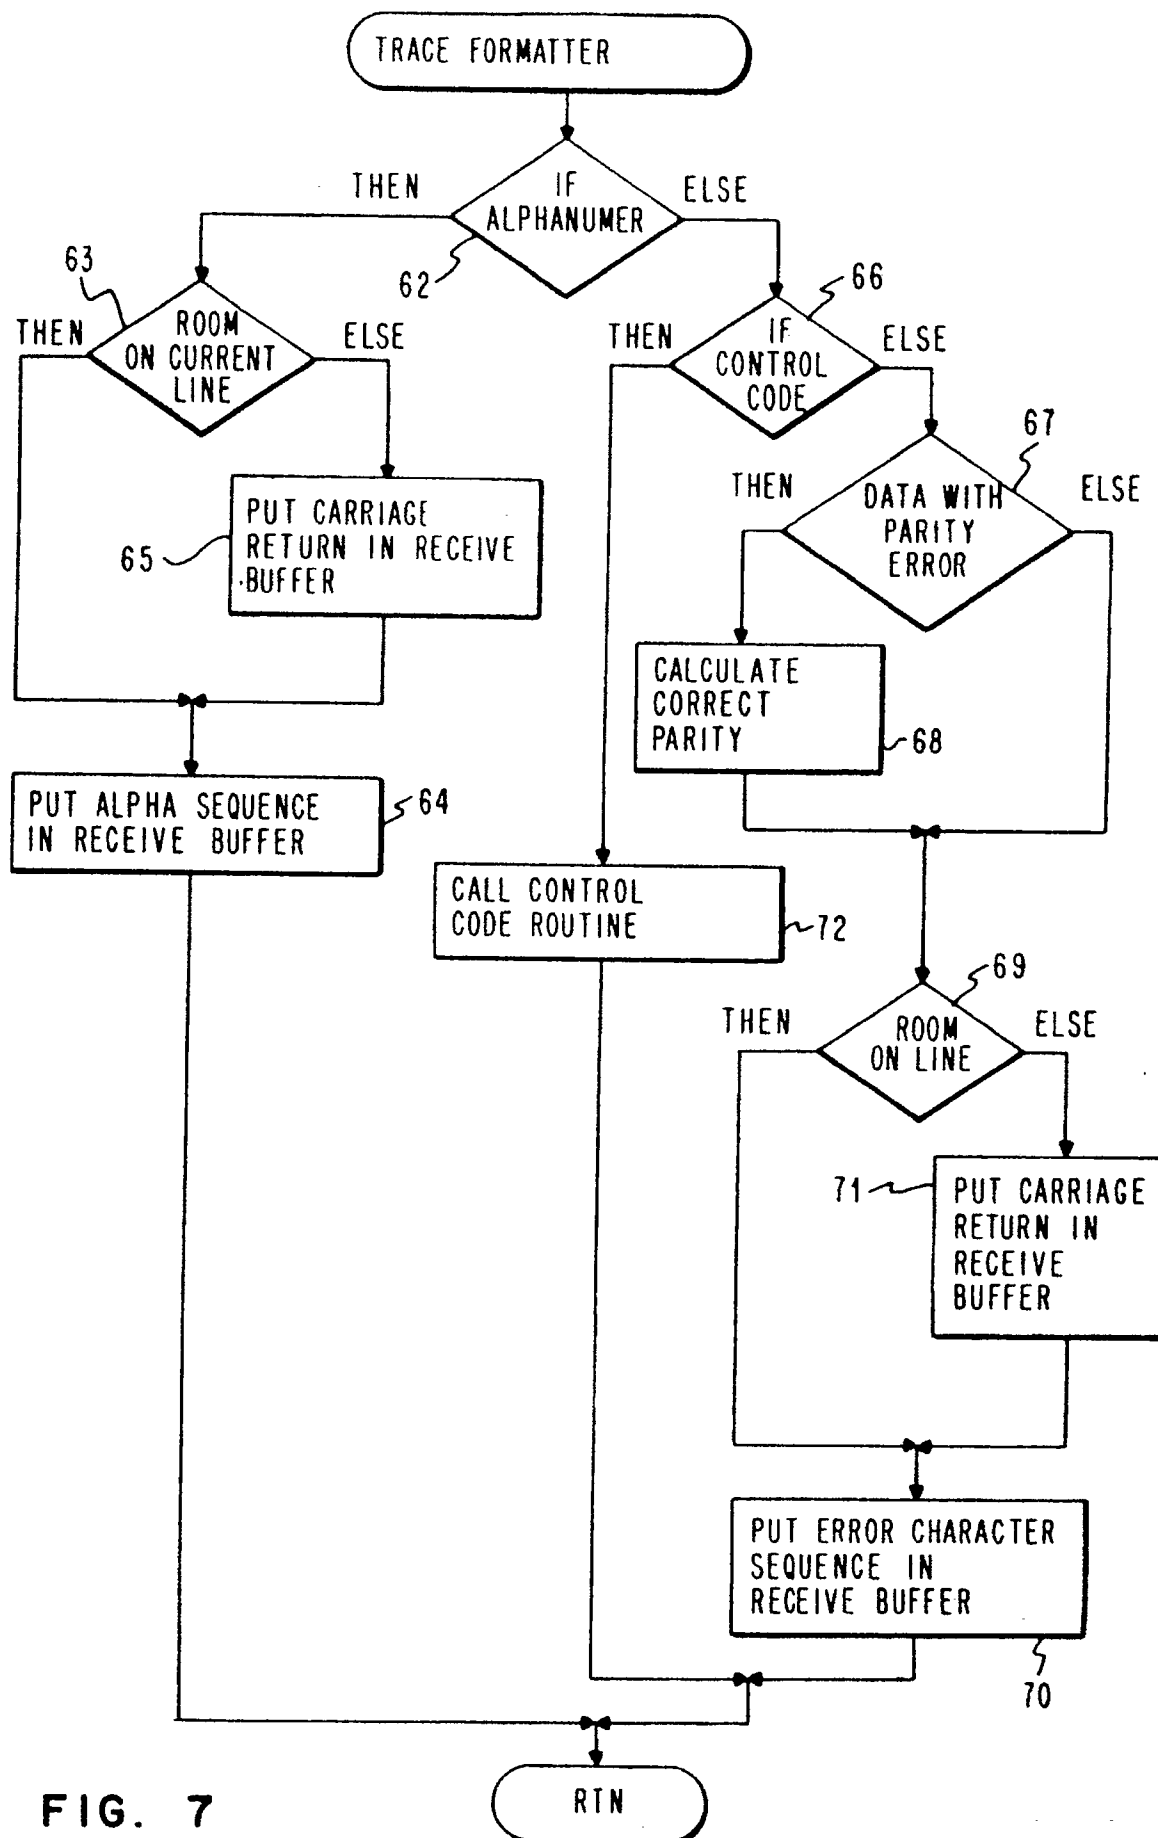 TRACE FORMATTER
THEN
IF
ALPHANUMER
ELSE
62
63
THEN
ROOM
ON CURRENT
LINE
ELSE
66
THEN
IF
CONTROL
CODE
ELSE
65
PUT CARRIAGE
RETURN IN RECEIVE
BUFFER
67
THEN
DATA WITH
PARITY
ERROR
ELSE
CALCULATE
CORRECT
PARITY
68
PUT ALPHA SEQUENCE
IN RECEIVE BUFFER
64
CALL CONTROL
CODE ROUTINE
72
69
THEN
ROOM
ON LINE
ELSE
71
PUT CARRIAGE
RETURN IN
RECEIVE
BUFFER
PUT ERROR CHARACTER
SEQUENCE IN
RECEIVE BUFFER
70
RTN
FIG. 7